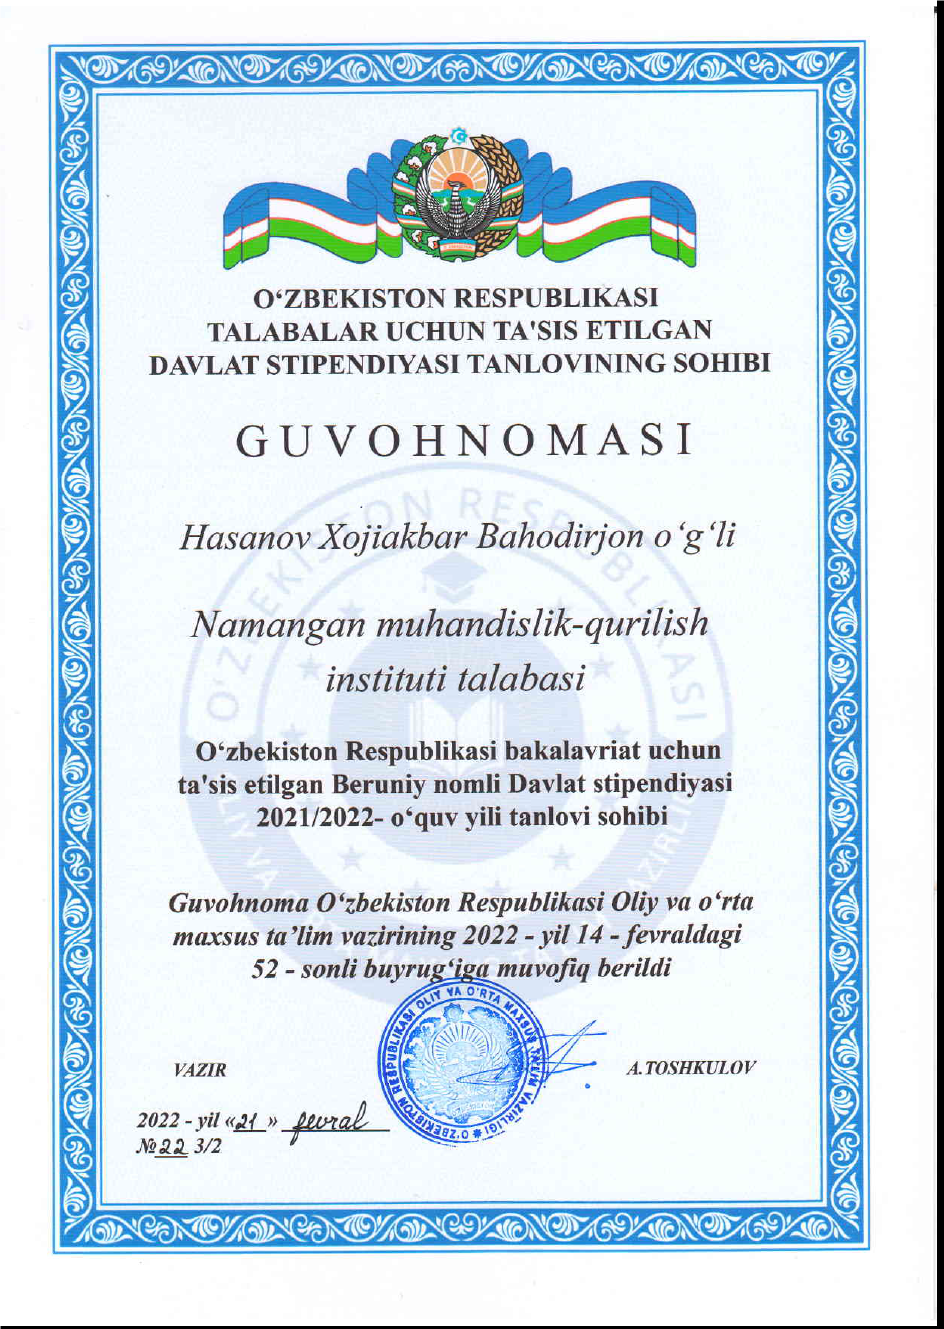 O‘ZBEKISTON RESPUBLIKASI
TALABALAR UCHUN TA'SIS ETILGAN
DAVLAT STIPENDIYASI TANLOVINING SOHIBI
GUVOHNOMASI
Hasanov Xojiakbar Bahodirjon o‘g‘li
Namangan muhandislik-qurilish
instituti talabasi
O‘zbekiston Respublikasi bakalavriat uchun
ta'sis etilgan Beruniy nomli Davlat stipendiyasi
2021/2022- o‘quv yili tanlovi sohibi
Guvohnoma O‘zbekiston Respublikasi Oliy va o‘rta
maxsus ta’lim vazirining 2022 - yil 14 - fevraldagi
52 - sonli buyrug‘iga muvofiq berildi
O'ZBEKISTON RESPUBLIKASI OLIY VA O'RTA MAXSUS TA'LIM VAZIRLIGI
VAZIR
A.TOSHKULOV
2022 - yil «21» fevral
№ 22 3/2